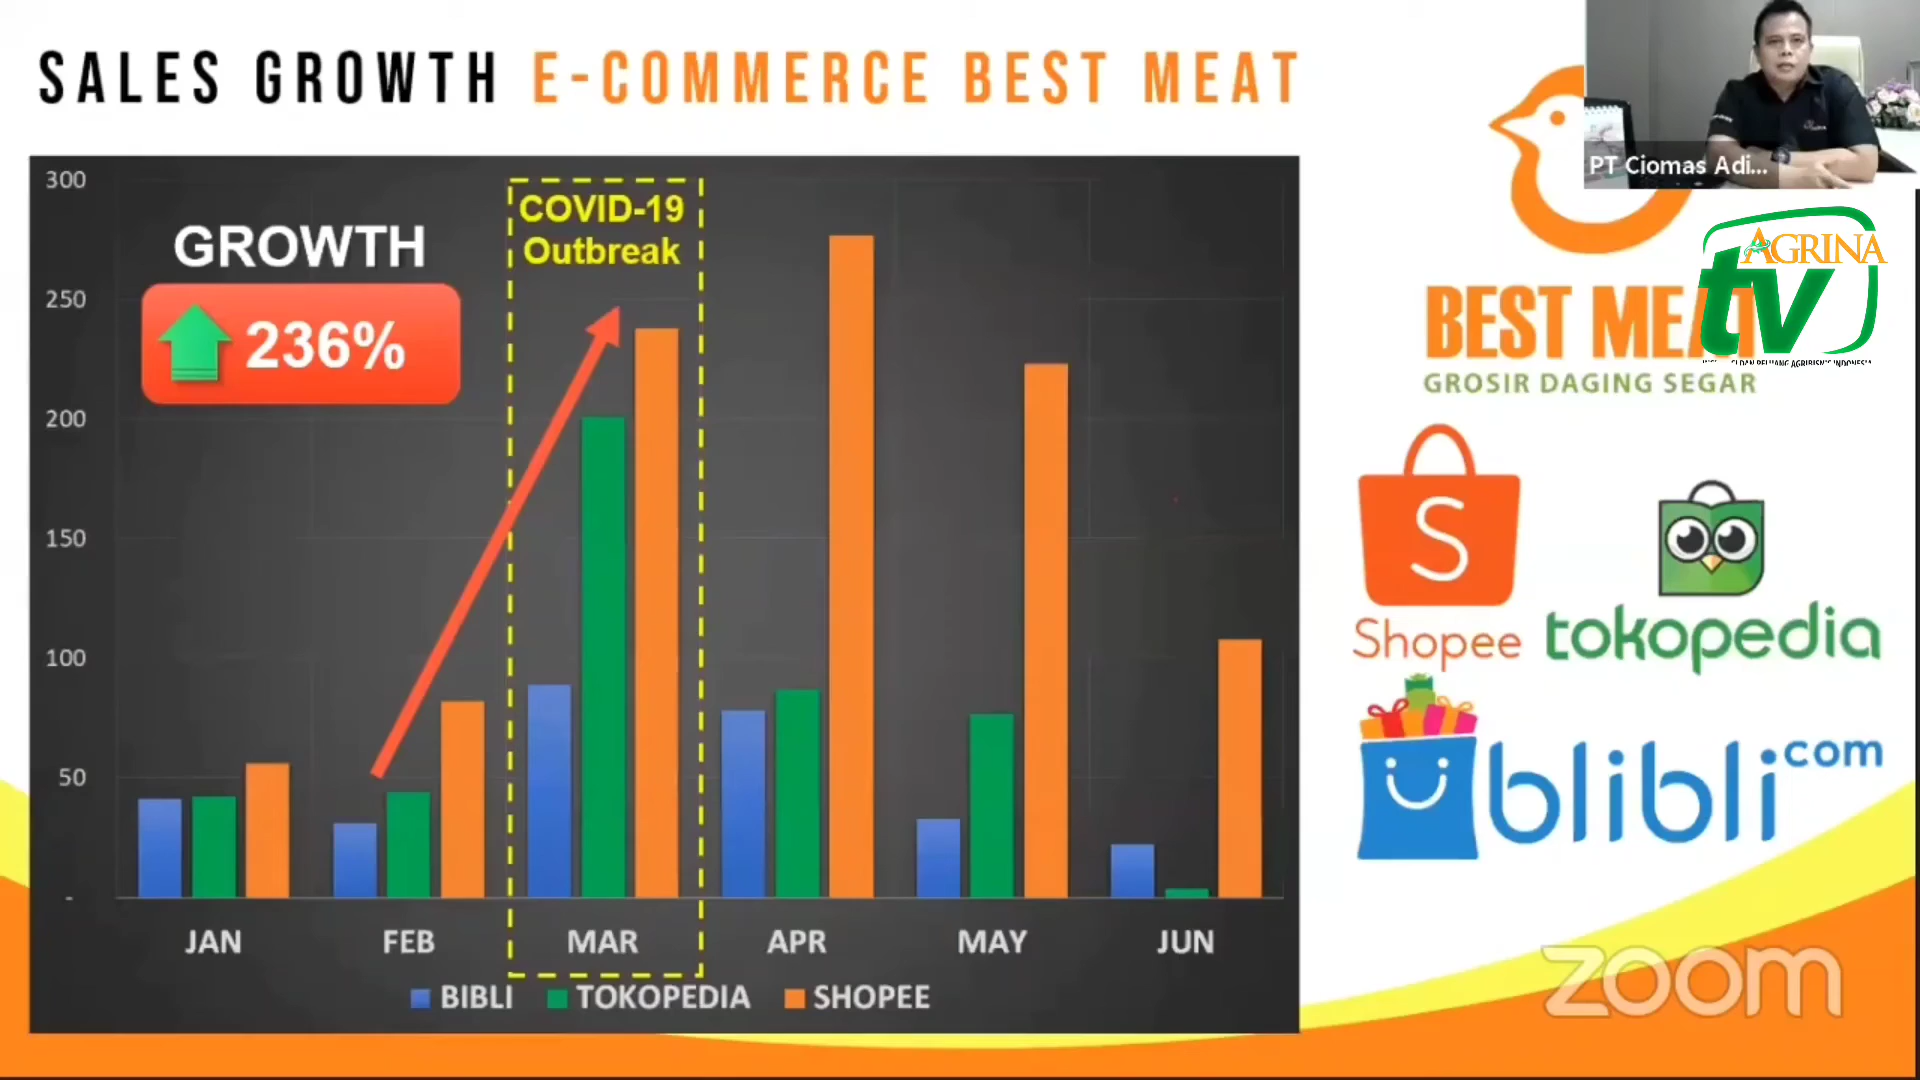 SALES GROWTH E-COMMERCE BEST MEAT
PT Ciomas Adi...
300
250
200
150
100
50
-
GROWTH
236%
COVID-19
Outbreak
JAN FEB MAR APR MAY JUN
BIBLI TOKOPEDIA SHOPEE
AGRINA
tv
BEST MEAT
GROSIR DAGING SEGAR
S
Shopee
tokopedia
blibli.com
zoom